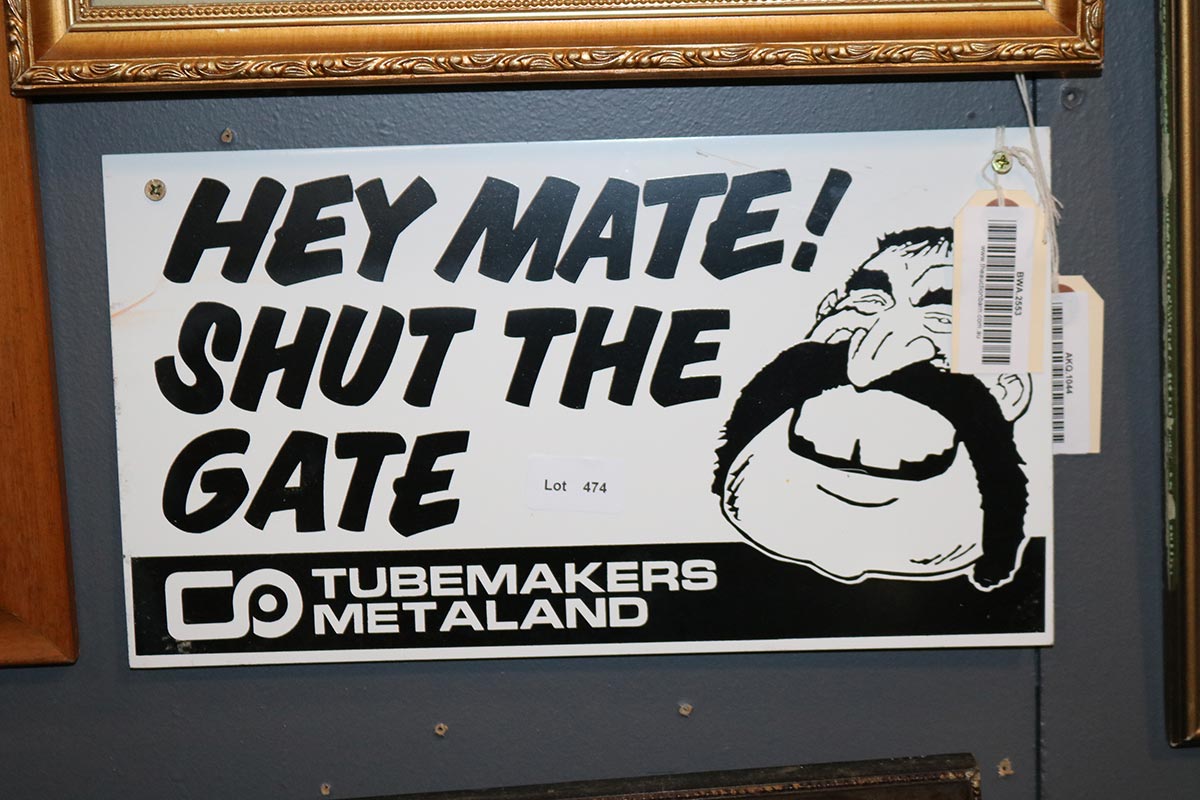 HEY MATE!
SHUT THE
GATE
Lot 474
TUBEMAKERS
METALAND
BWA.2553
AKQ.1044